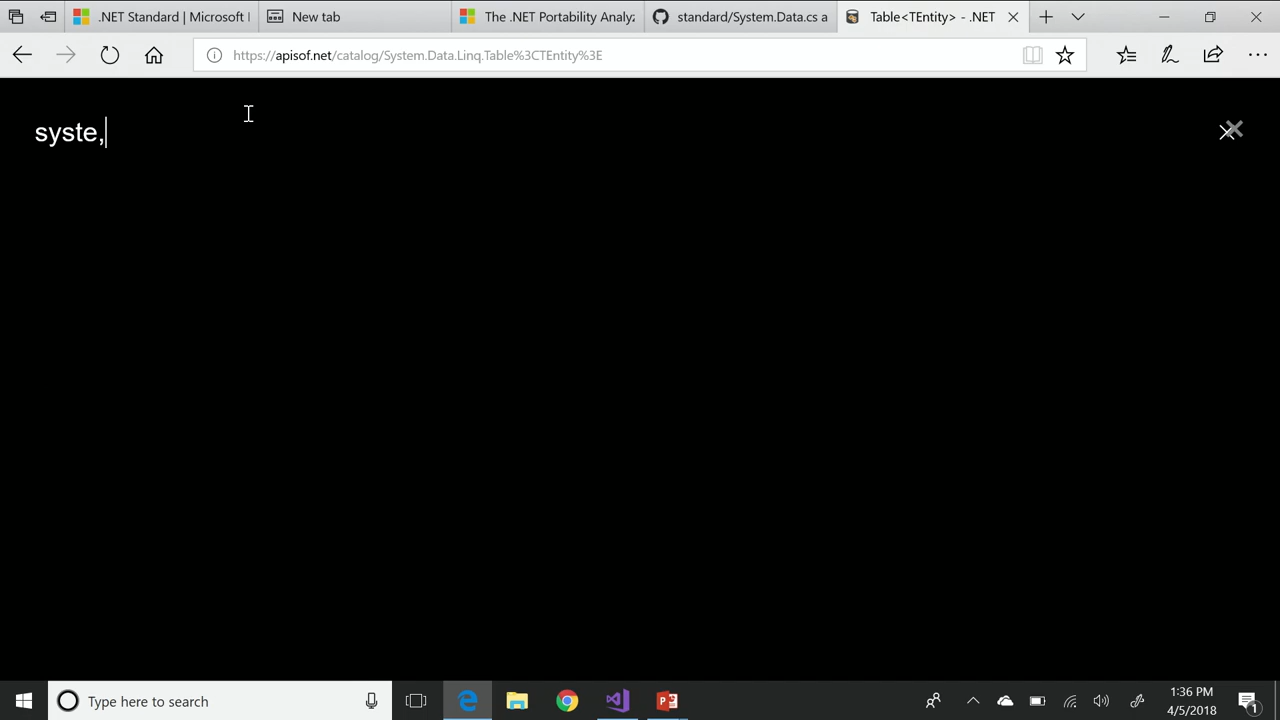 .NET Standard | Microsoft
New tab
The .NET Portability Analy
standard/System.Data.cs a
Table<TEntity> - .NET
https://apisof.net/catalog/System.Data.Linq.Table%3CTEntity%3E
syste,
Type here to search
1:36 PM
4/5/2018
1